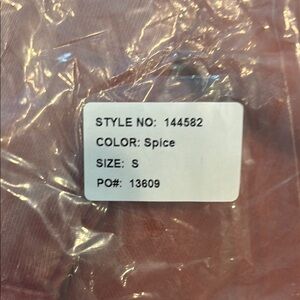 STYLE NO: 144582
COLOR: Spice
SIZE: S
PO#: 13609